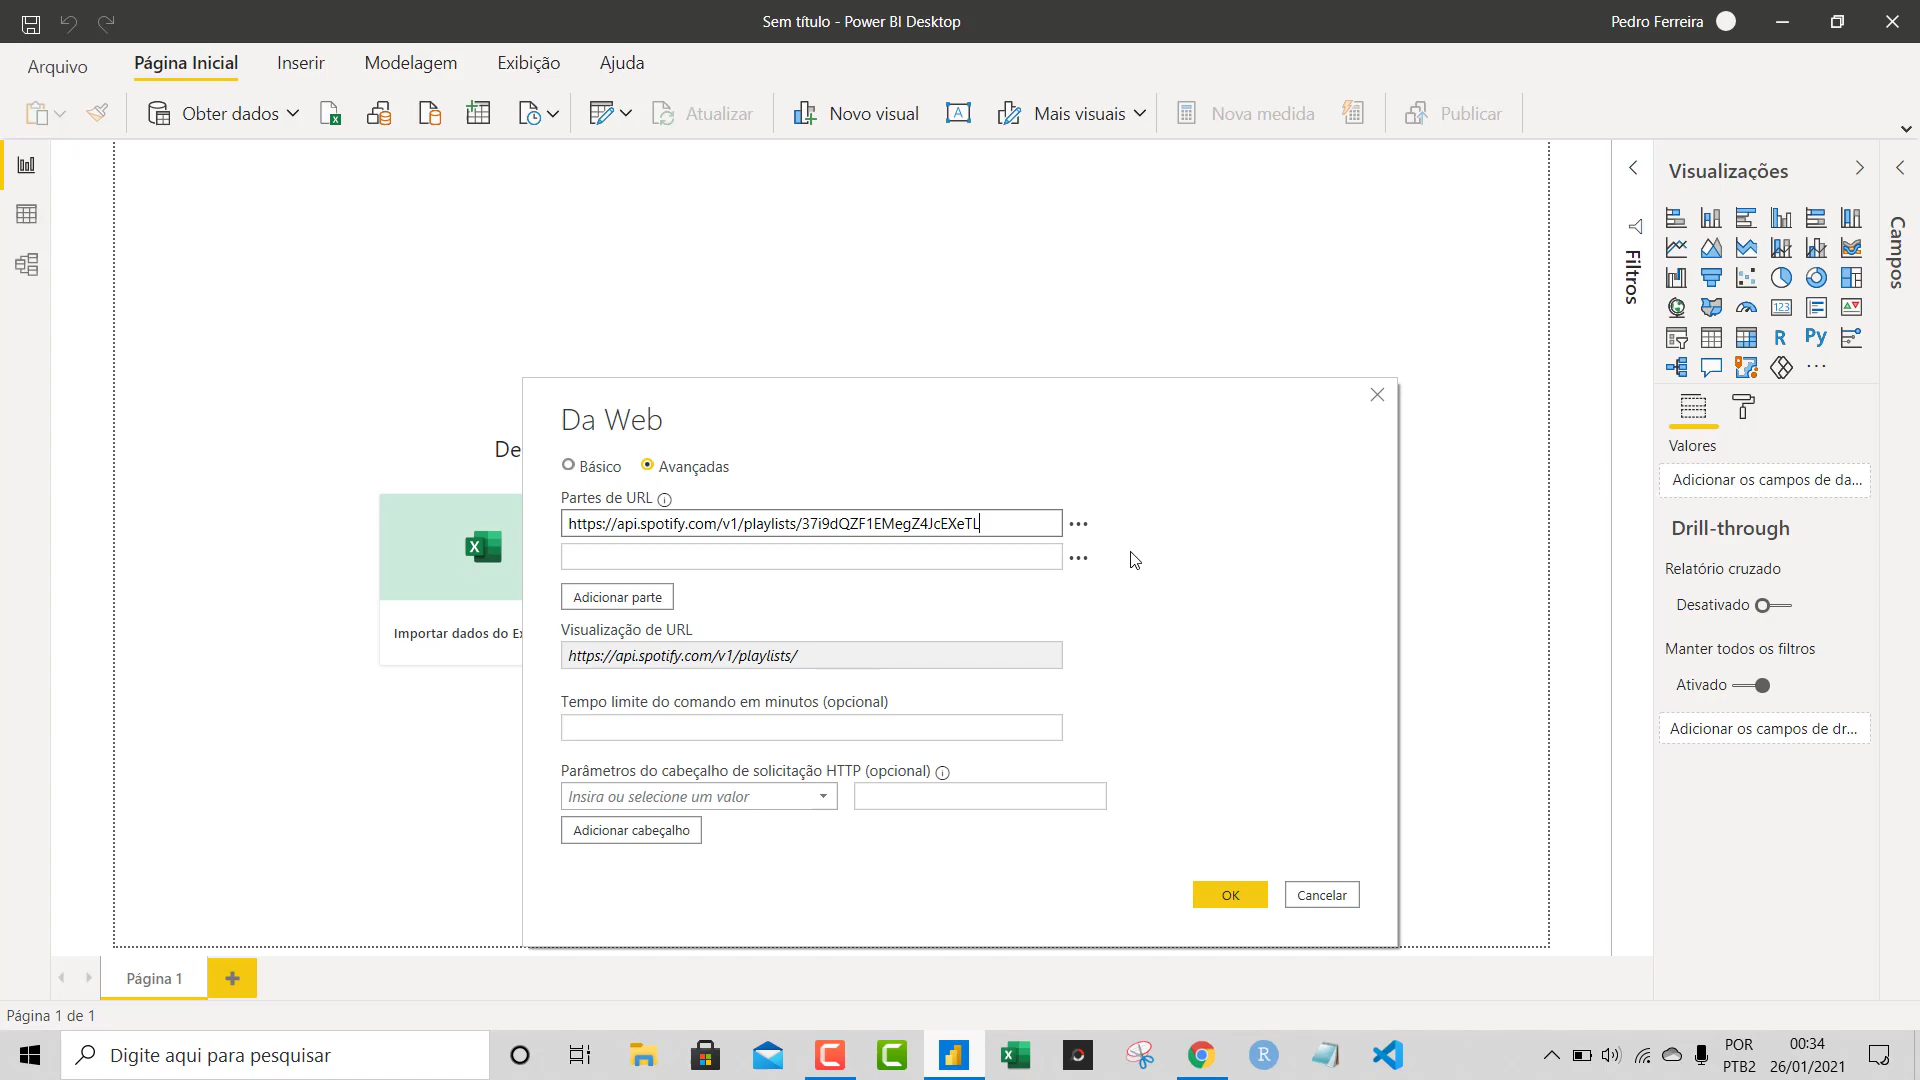 Sem título - Power BI Desktop
Pedro Ferreira
Arquivo
Página Inicial
Inserir
Modelagem
Exibição
Ajuda
Obter dados
Atualizar
Novo visual
Mais visuais
Nova medida
Publicar
De
X
Importar dados do Ex
Da Web
Básico
Avançadas
Partes de URL
https://api.spotify.com/v1/playlists/37i9dQZF1EMegZ4JcEXeTL
Adicionar parte
Visualização de URL
https://api.spotify.com/v1/playlists/
Tempo limite do comando em minutos (opcional)
Parâmetros do cabeçalho de solicitação HTTP (opcional)
Insira ou selecione um valor
Adicionar cabeçalho
OK
Cancelar
Filtros
Visualizações
123
R
Py
Valores
Adicionar os campos de da...
Drill-through
Relatório cruzado
Desativado
Manter todos os filtros
Ativado
Adicionar os campos de dr...
Campos
Página 1
Página 1 de 1
Digite aqui para pesquisar
POR
PTB2
00:34
26/01/2021